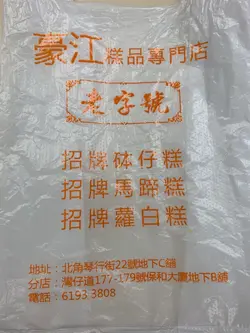 豪江糕品專門店
老字號
招牌砵仔糕
招牌馬蹄糕
招牌蘿白糕
地址：北角琴行街22號地下C舖
分店：灣仔道177-179號保和大廈地下B舖
電話：6193 3808